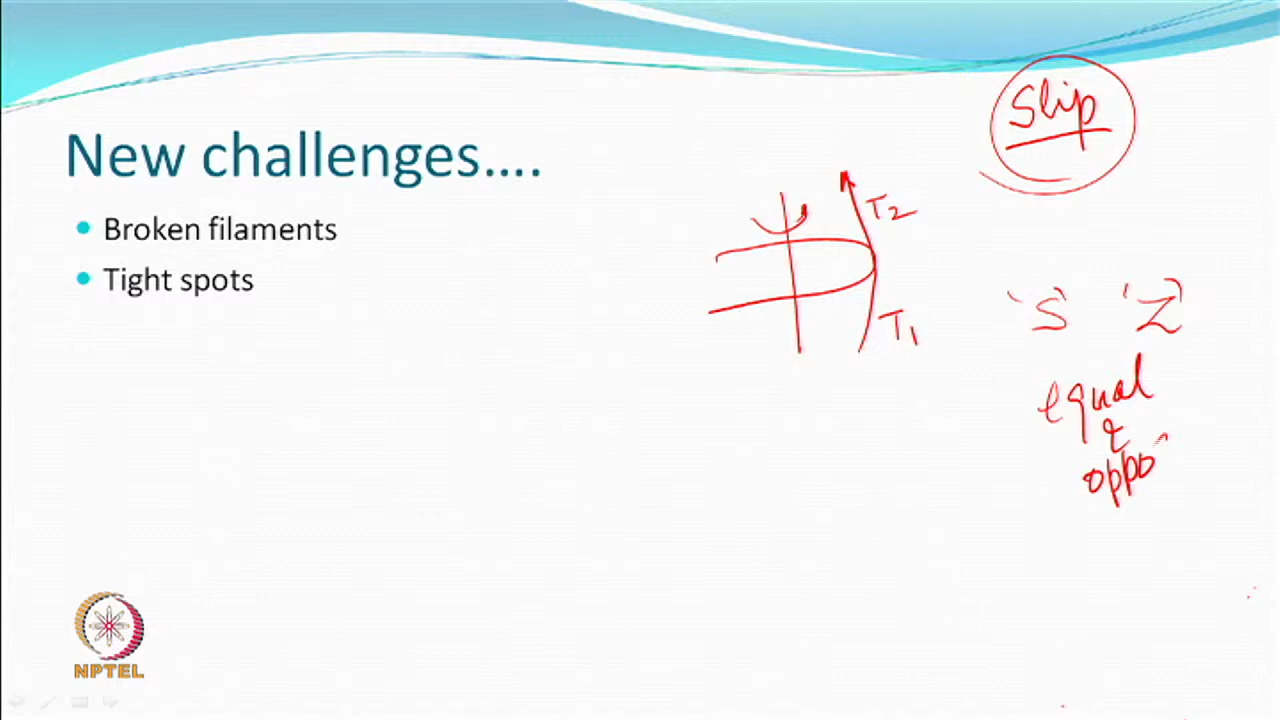 Slip
New challenges....
T2
Broken filaments
Tight spots
'S' 'Z'
T1
equal
&
oppo
NPTEL